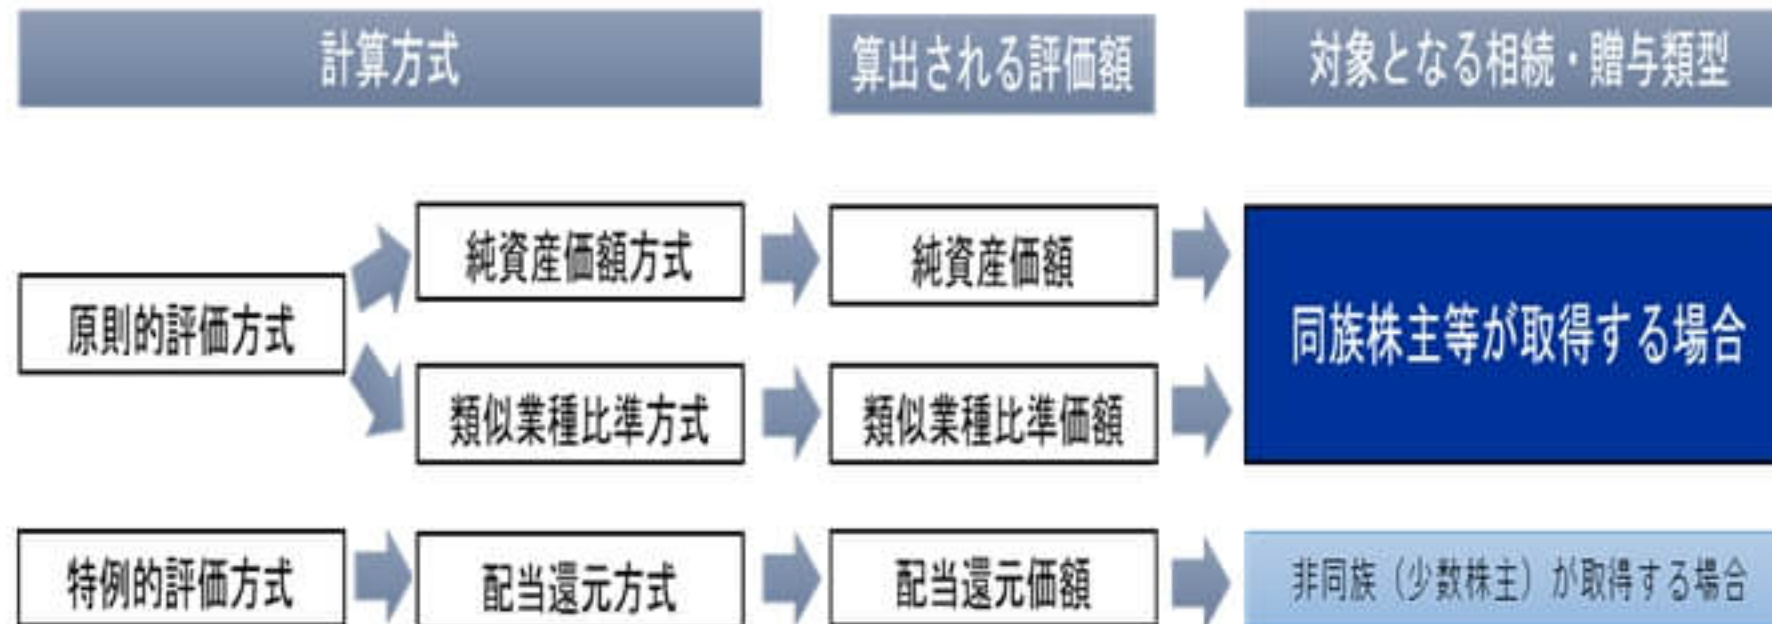 計算方式
算出される評価額
対象となる相続・贈与類型
原則的評価方式
純資産価額方式
純資産価額
類似業種比準方式
類似業種比準価額
同族株主等が取得する場合
特例的評価方式
配当還元方式
配当還元価額
非同族（少数株主）が取得する場合